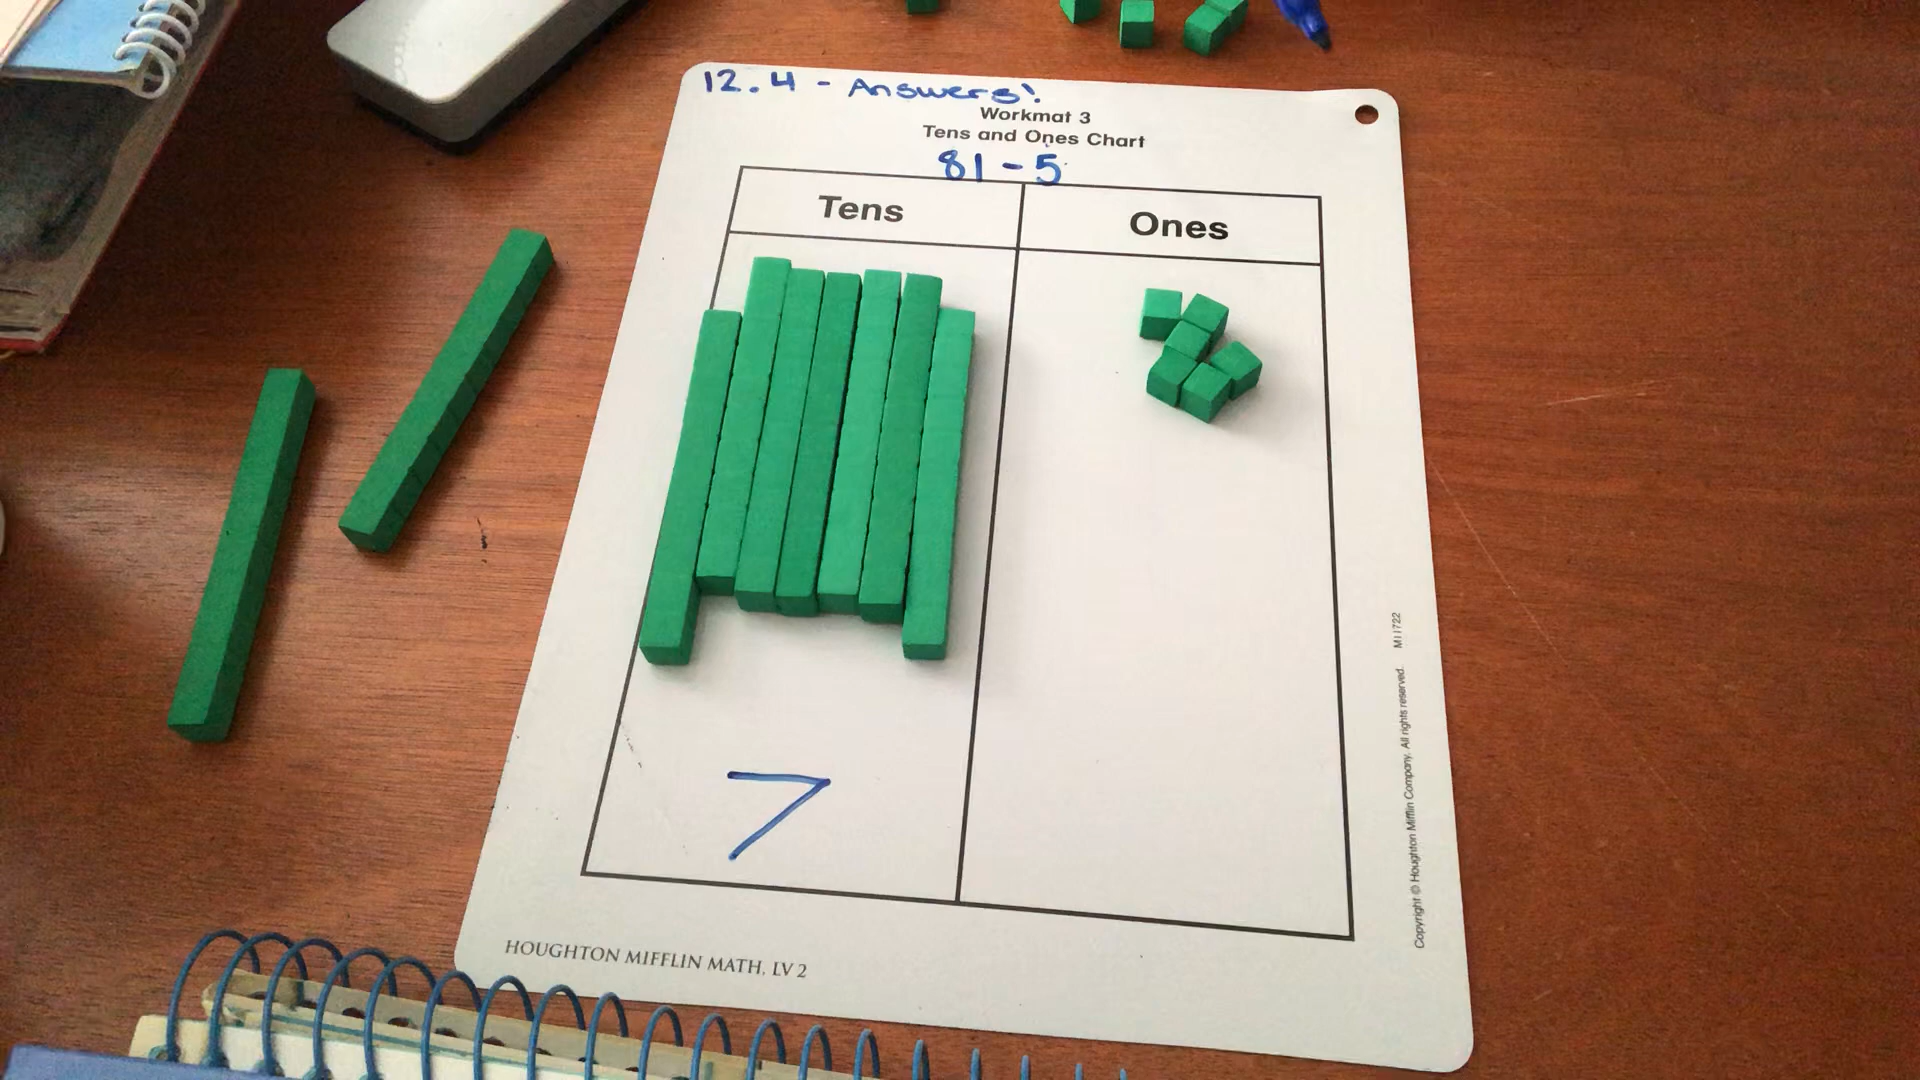 12.4 - Answers!
Workmat 3
Tens and Ones Chart
81 - 5
Tens
Ones
7
HOUGHTON MIFFLIN MATH, LV 2
Copyright © Houghton Mifflin Company. All rights reserved. M11722